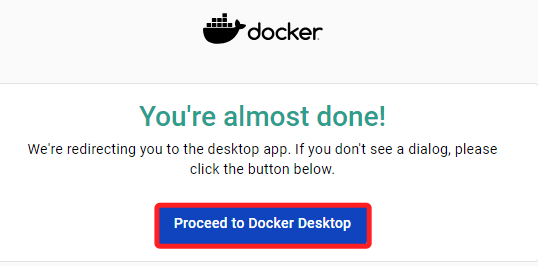 docker
You're almost done!
We're redirecting you to the desktop app. If you don't see a dialog, please
click the button below.
Proceed to Docker Desktop